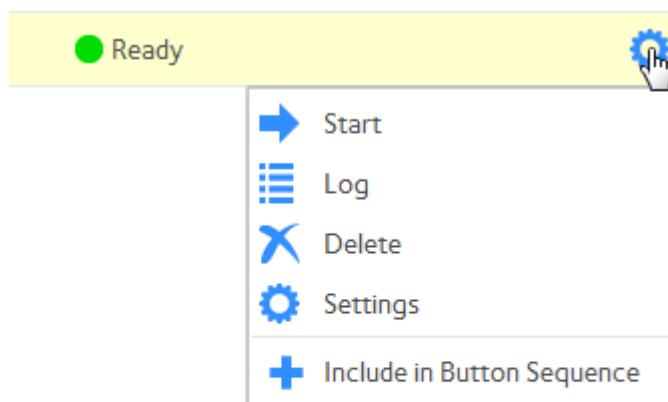 Ready
Start
Log
Delete
Settings
Include in Button Sequence